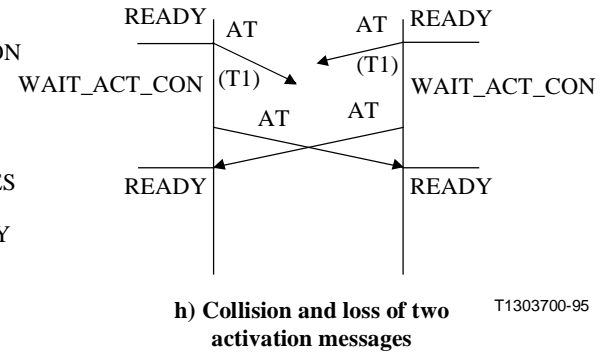 READY AT AT READY
ON
(T1) (T1)
WAIT_ACT_CON WAIT_ACT_CON
AT AT
ES
READY READY
Y
h) Collision and loss of two
activation messages
T1303700-95